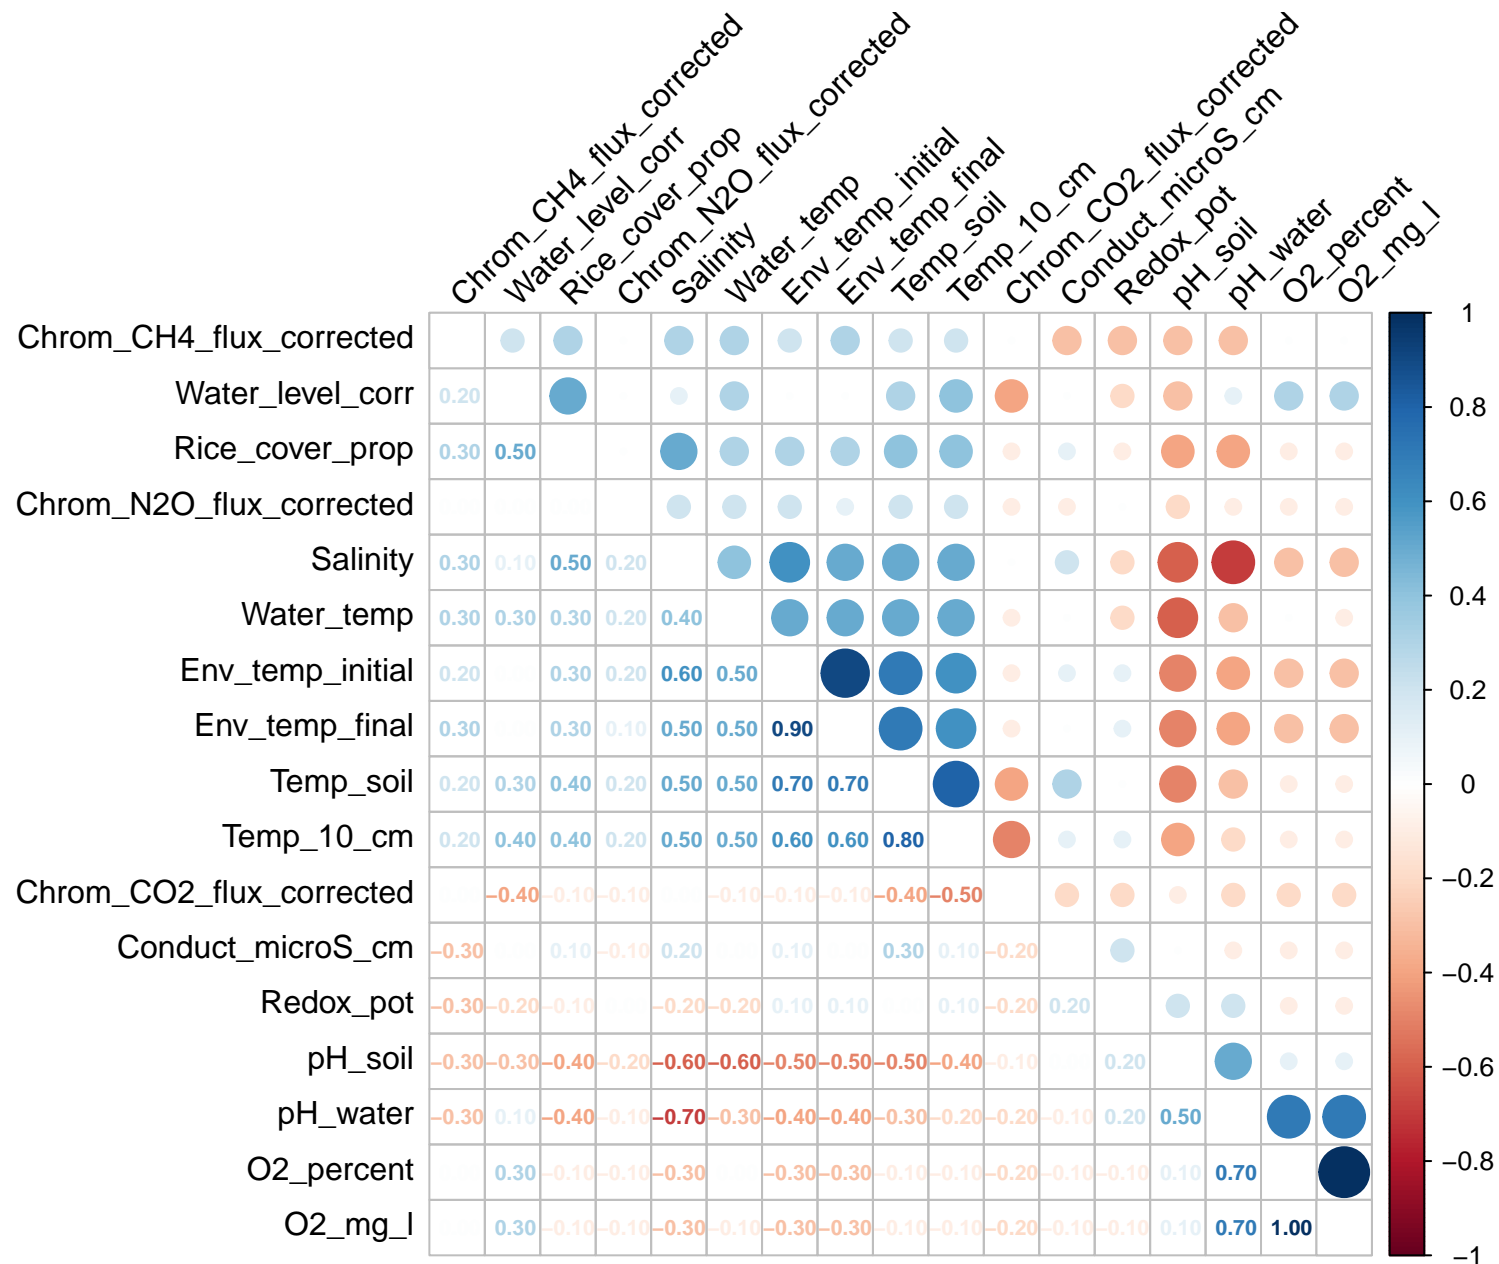 Chrom_CH4_flux_corrected
Water_level_corr
Rice_cover_prop
Chrom_N2O_flux_corrected
Salinity
Water_temp
Env_temp_initial
Env_temp_final
Temp_soil
Temp_10_cm
Chrom_CO2_flux_corrected
Conduct_microS_cm
Redox_pot
pH_soil
pH_water
O2_percent
O2_mg_l
Chrom_CH4_flux_corrected
Water_level_corr 0.20
Rice_cover_prop 0.30 0.50
Chrom_N2O_flux_corrected
Salinity 0.30 0.10 0.50 0.20
Water_temp 0.30 0.30 0.30 0.20 0.40
Env_temp_initial 0.20 0.30 0.20 0.60 0.50
Env_temp_final 0.30 0.30 0.10 0.50 0.50 0.90
Temp_soil 0.20 0.30 0.40 0.20 0.50 0.50 0.70 0.70
Temp_10_cm 0.20 0.40 0.40 0.20 0.50 0.50 0.60 0.60 0.80
Chrom_CO2_flux_corrected −0.40 −0.10 −0.10 −0.10 −0.10 −0.10 −0.40 −0.50
Conduct_microS_cm −0.30 0.10 −0.10 0.20 0.10 0.30 0.10 −0.20
Redox_pot −0.30 −0.20 −0.10 −0.20 −0.20 0.10 0.10 0.10 −0.20 0.20
pH_soil −0.30 −0.30 −0.40 −0.20 −0.60 −0.60 −0.50 −0.50 −0.50 −0.40 −0.10 0.20
pH_water −0.30 0.10 −0.40 −0.10 −0.70 −0.30 −0.40 −0.40 −0.30 −0.20 −0.20 −0.10 0.20 0.50
O2_percent 0.30 −0.10 −0.10 −0.30 −0.30 −0.30 −0.10 −0.10 −0.20 −0.10 −0.10 0.10 0.70
O2_mg_l 0.30 −0.10 −0.10 −0.30 −0.10 −0.30 −0.30 −0.10 −0.10 −0.20 −0.10 −0.10 0.10 0.70 1.00
1
0.8
0.6
0.4
0.2
0
−0.2
−0.4
−0.6
−0.8
−1